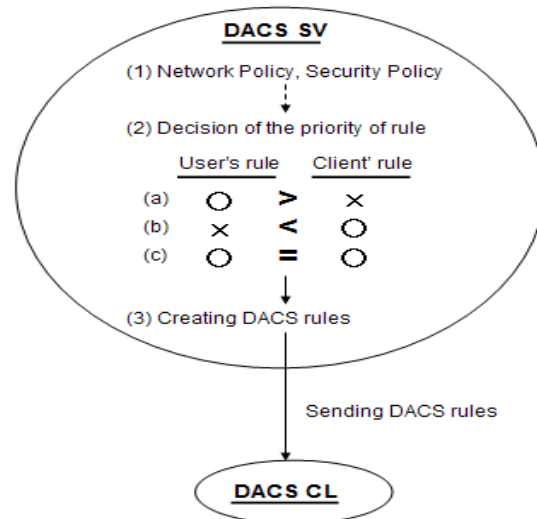 DACS SV
(1) Network Policy, Security Policy
(2) Decision of the priority of rule
User's rule Client' rule
(a) ○ > ×
(b) × < ○
(c) ○ = ○
(3) Creating DACS rules
Sending DACS rules
DACS CL